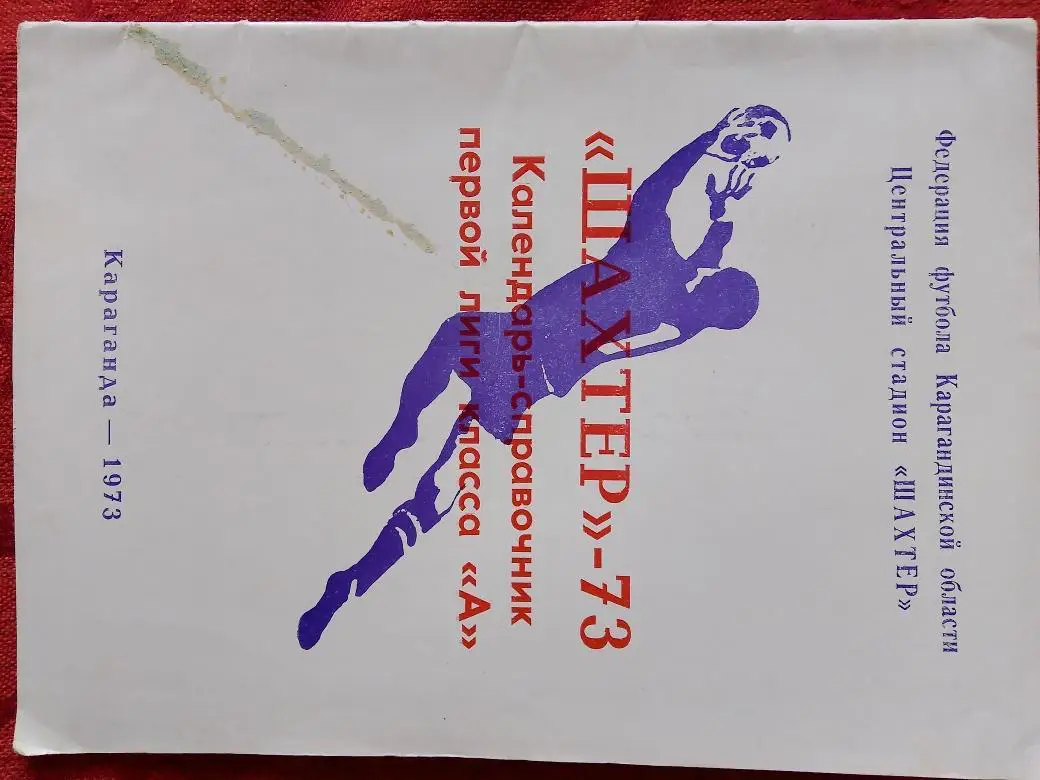 Федерация футбола Карагандинской области
Центральный стадион «ШАХТЕР»
«ШАХТЕР»-73
Календарь-справочник
первой лиги класса «А»
Караганда — 1973